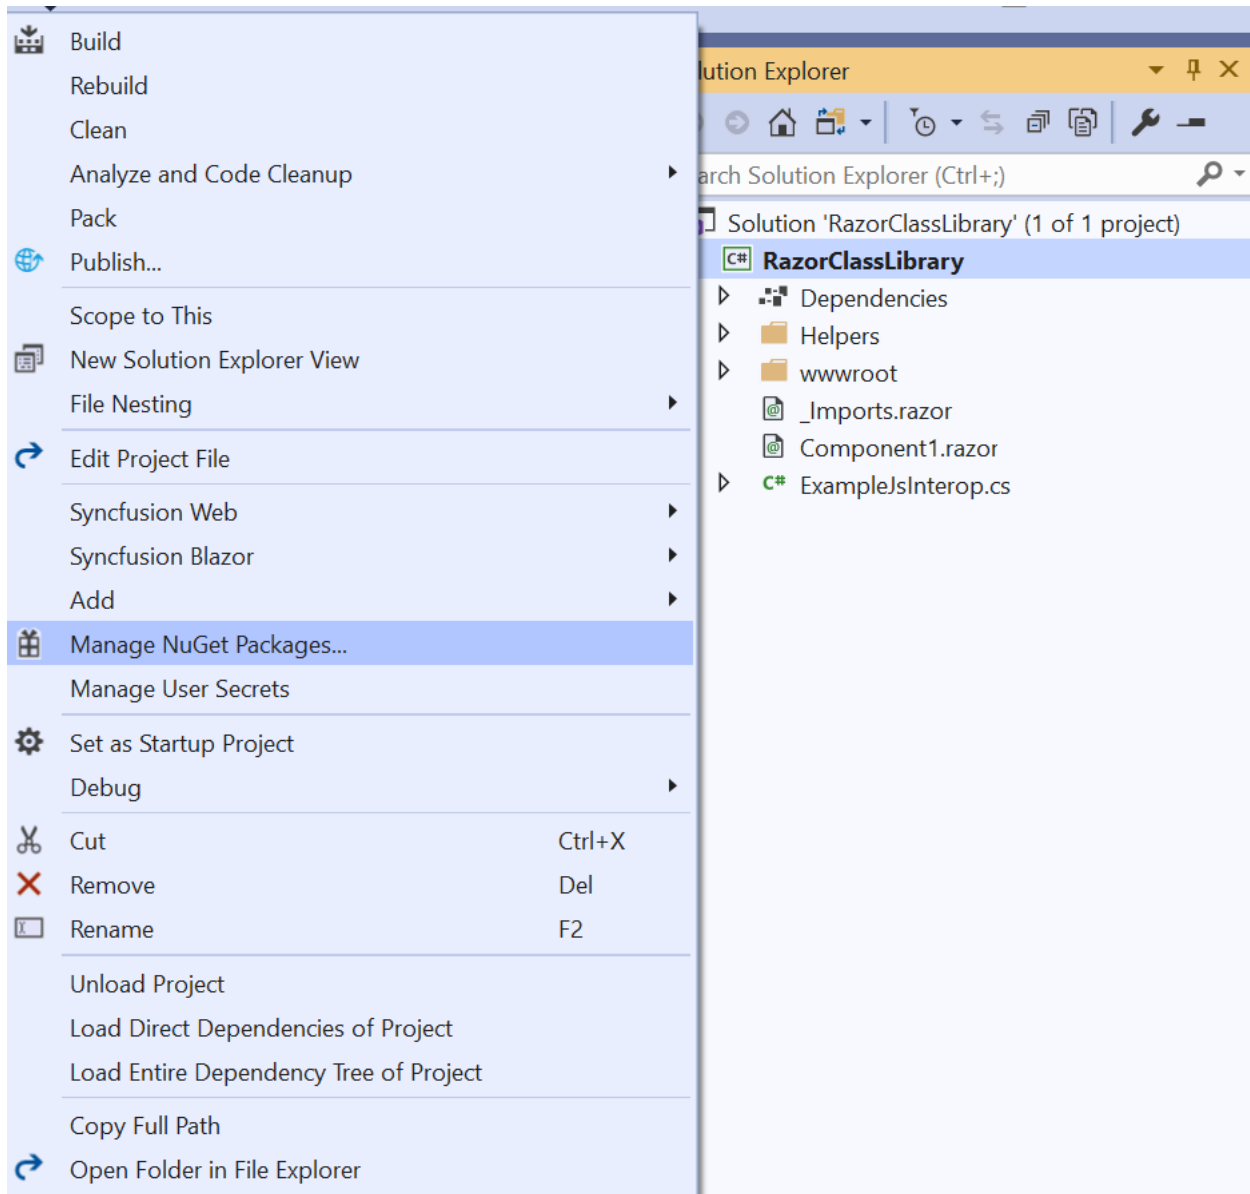 Build
Rebuild
Clean
Analyze and Code Cleanup
Pack
Publish...
Scope to This
New Solution Explorer View
File Nesting
Edit Project File
Syncfusion Web
Syncfusion Blazor
Add
Manage NuGet Packages...
Manage User Secrets
Set as Startup Project
Debug
Cut Ctrl+X
Remove Del
Rename F2
Unload Project
Load Direct Dependencies of Project
Load Entire Dependency Tree of Project
Copy Full Path
Open Folder in File Explorer
lution Explorer
arch Solution Explorer (Ctrl+;)
Solution 'RazorClassLibrary' (1 of 1 project)
C# RazorClassLibrary
Dependencies
Helpers
wwwroot
@ _Imports.razor
@ Component1.razor
C# ExampleJsInterop.cs